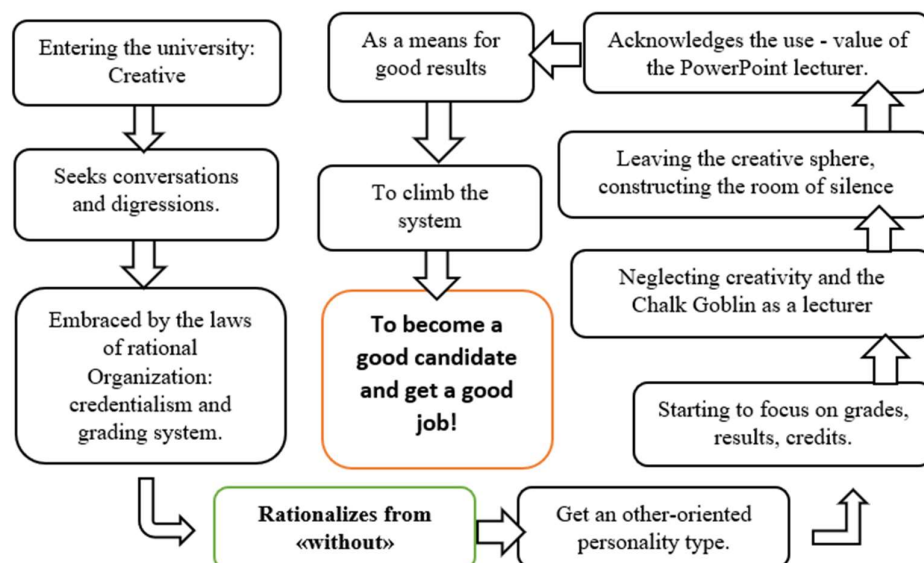 Entering the university:
Creative
Seeks conversations
and digressions.
Embraced by the laws
of rational
Organization:
credentialism and
grading system.
Rationalizes from
«without»
Get an other-oriented
personality type.
Starting to focus on grades,
results, credits.
Neglecting creativity and the
Chalk Goblin as a lecturer
Leaving the creative sphere,
constructing the room of silence
Acknowledges the use - value of
the PowerPoint lecturer.
As a means for
good results
To climb the
system
To become a
good candidate
and get a good
job!